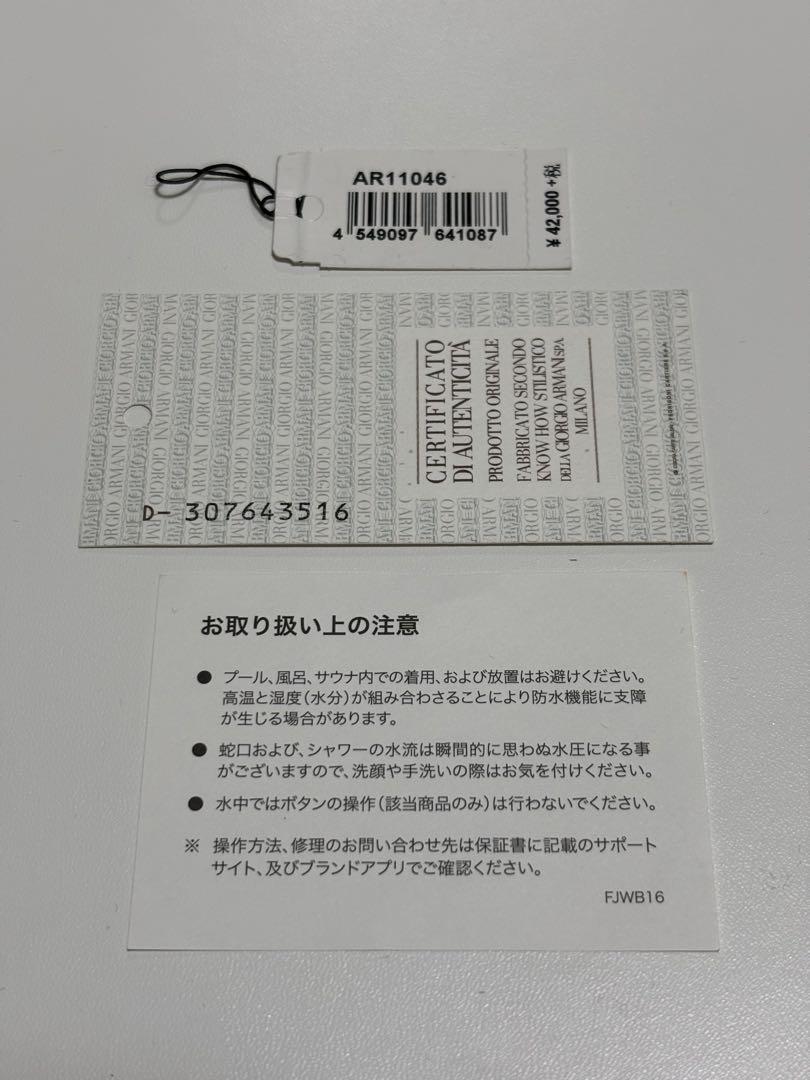 AR11046
4 549097 641087
¥ 42,000 +税
CERTIFICATO
DI AUTENTICITÀ
PRODOTTO ORIGINALE
FABBRICATO SECONDO
KNOW HOW STILISTICO
DELLA GIORGIO ARMANI SPA
MILANO
GIORGIO ARMANI GIORGIO ARMANI
D- 307643516
お取り扱い上の注意
● プール、風呂、サウナ内での着用、および放置はお避けください。
高温と湿度(水分)が組み合わさることにより防水機能に支障
が生じる場合があります。
● 蛇口および、シャワーの水流は瞬間的に思わぬ水圧になる事
がございますので、洗顔や手洗いの際はお気を付けください。
● 水中ではボタンの操作(該当商品のみ)は行わないでください。
※ 操作方法、修理のお問い合わせ先は保証書に記載のサポート
サイト、及びブランドアプリでご確認ください。
FJWB16